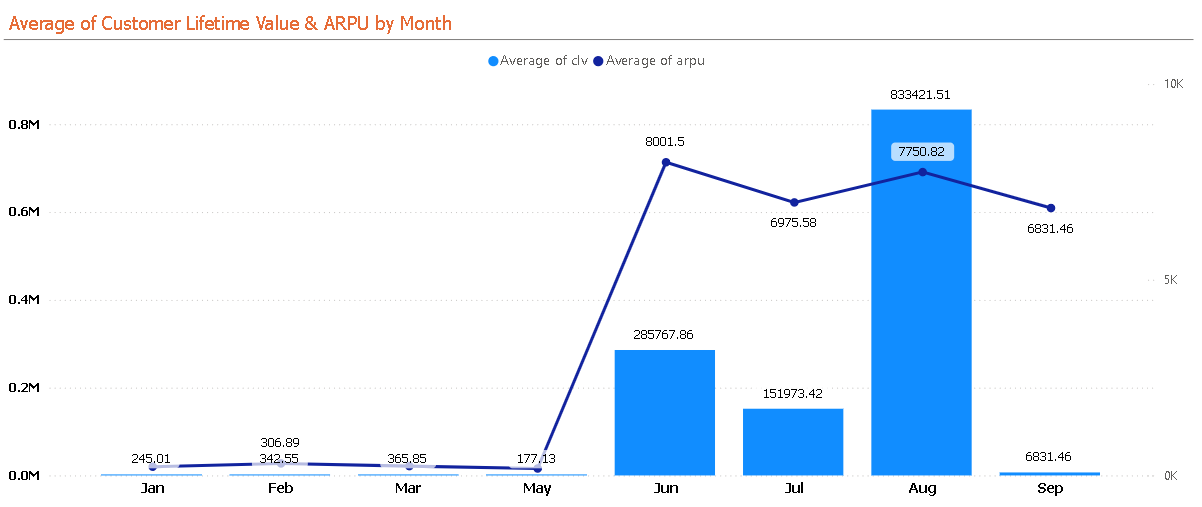 Average of Customer Lifetime Value & ARPU by Month
Average of clv Average of arpu
10K
833421.51
0.8M
8001.5
7750.82
0.6M
6975.58
6831.46
5K
0.4M
285767.86
0.2M
151973.42
306.89
245.01 342.55 365.85 177.13
6831.46
0.0M
0K
Jan Feb Mar May Jun Jul Aug Sep